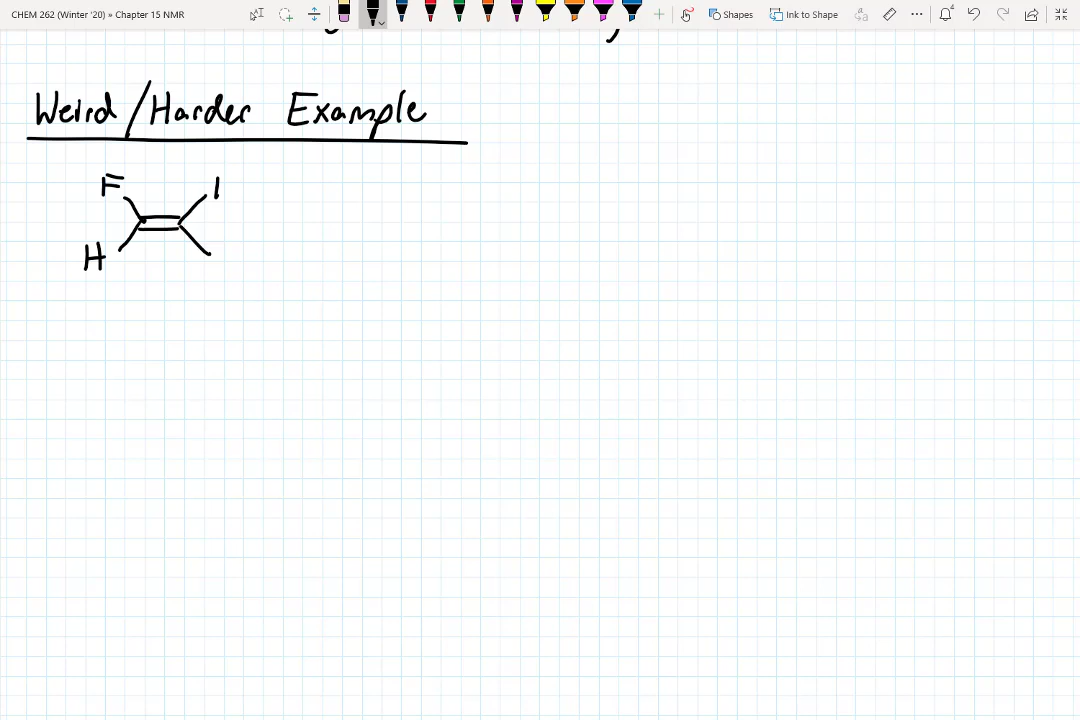 CHEM 262 (Winter '20) » Chapter 15 NMR
Shapes
Ink to Shape
Weird/Harder Example
F I
H